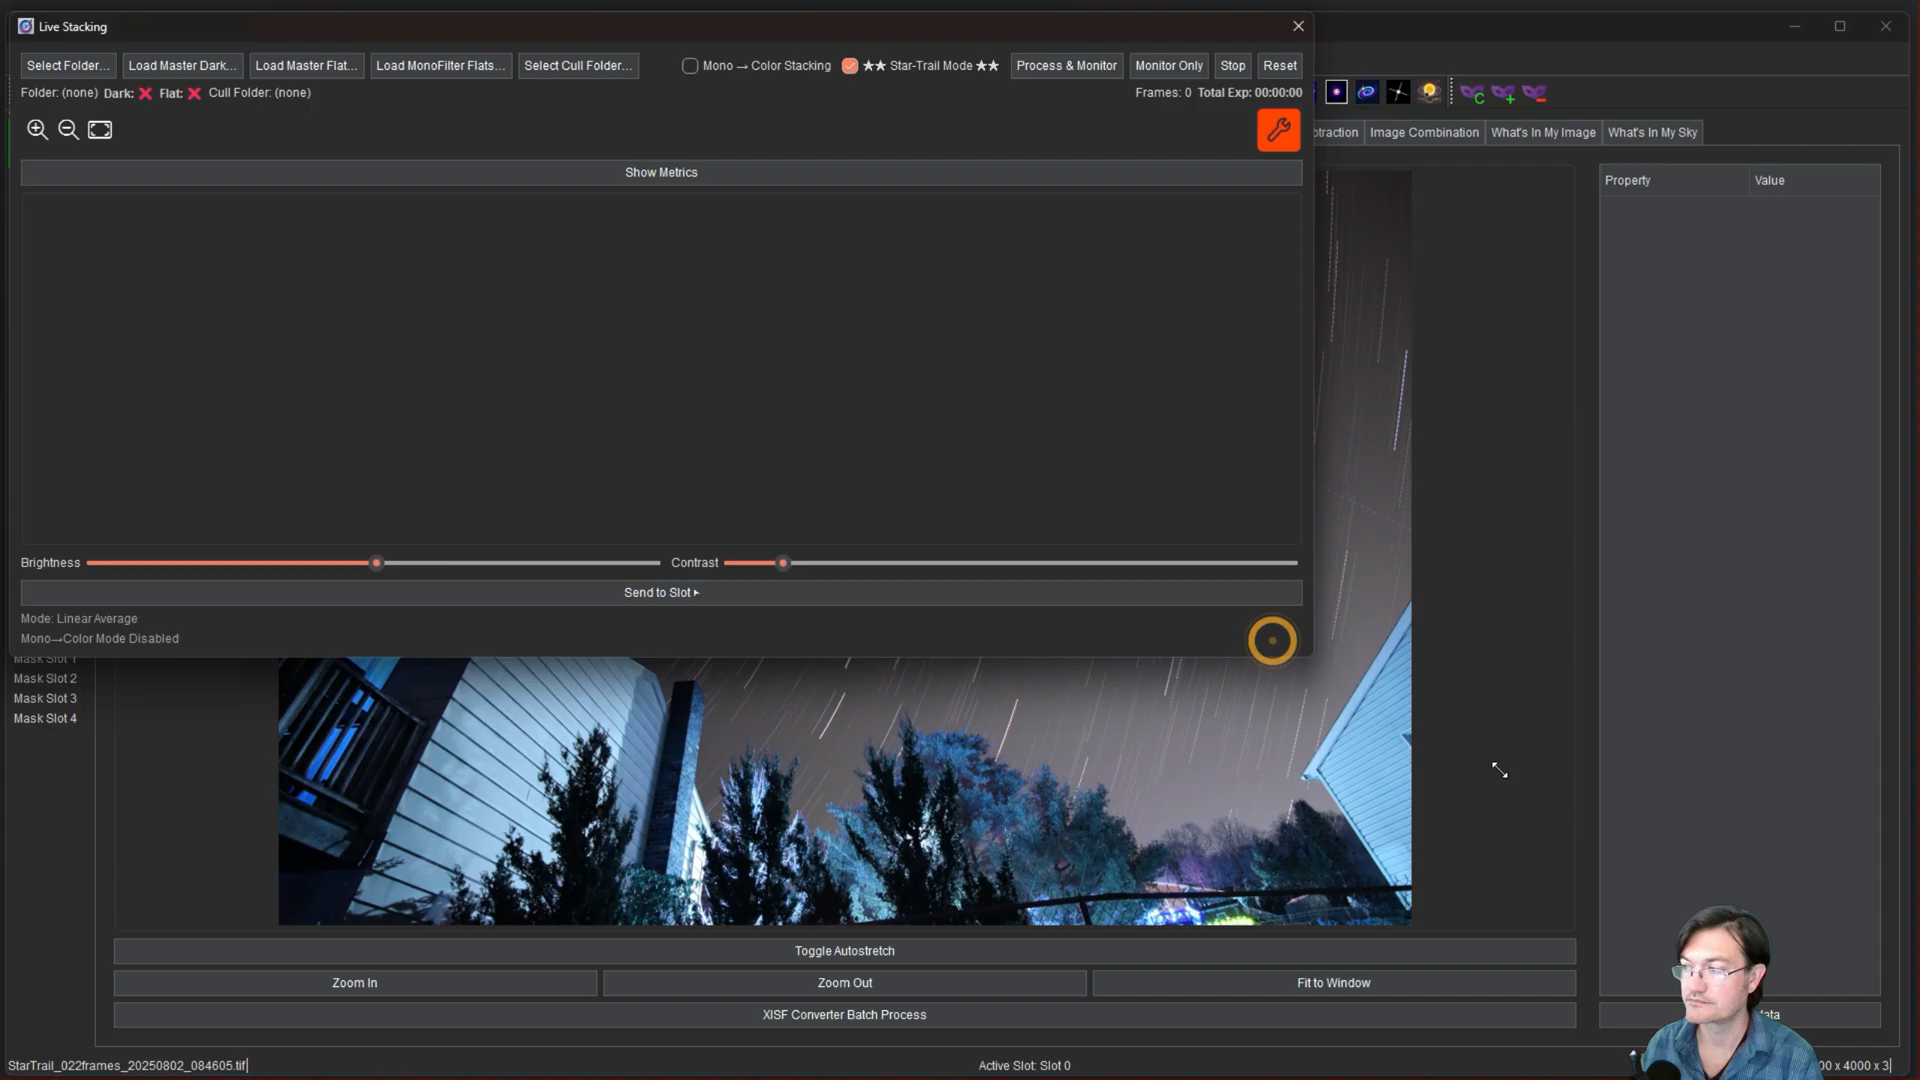 Live Stacking
Select Folder... Load Master Dark... Load Master Flat... Load MonoFilter Flats... Select Cull Folder... Mono → Color Stacking ★★ Star-Trail Mode ★★ Process & Monitor Monitor Only Stop Reset
Folder: (none) Dark: ❌ Flat: ❌ Cull Folder: (none) Frames: 0 Total Exp: 00:00:00
Image Combination What's In My Image What's In My Sky
Show Metrics
Property Value
Brightness Contrast
Send to Slot ▸
Mode: Linear Average
Mono→Color Mode Disabled
Mask Slot 1
Mask Slot 2
Mask Slot 3
Mask Slot 4
Toggle Autostretch
Zoom In Zoom Out Fit to Window
XISF Converter Batch Process
StarTrail_022frames_20250802_084605.tif Active Slot: Slot 0 x 4000 x 3